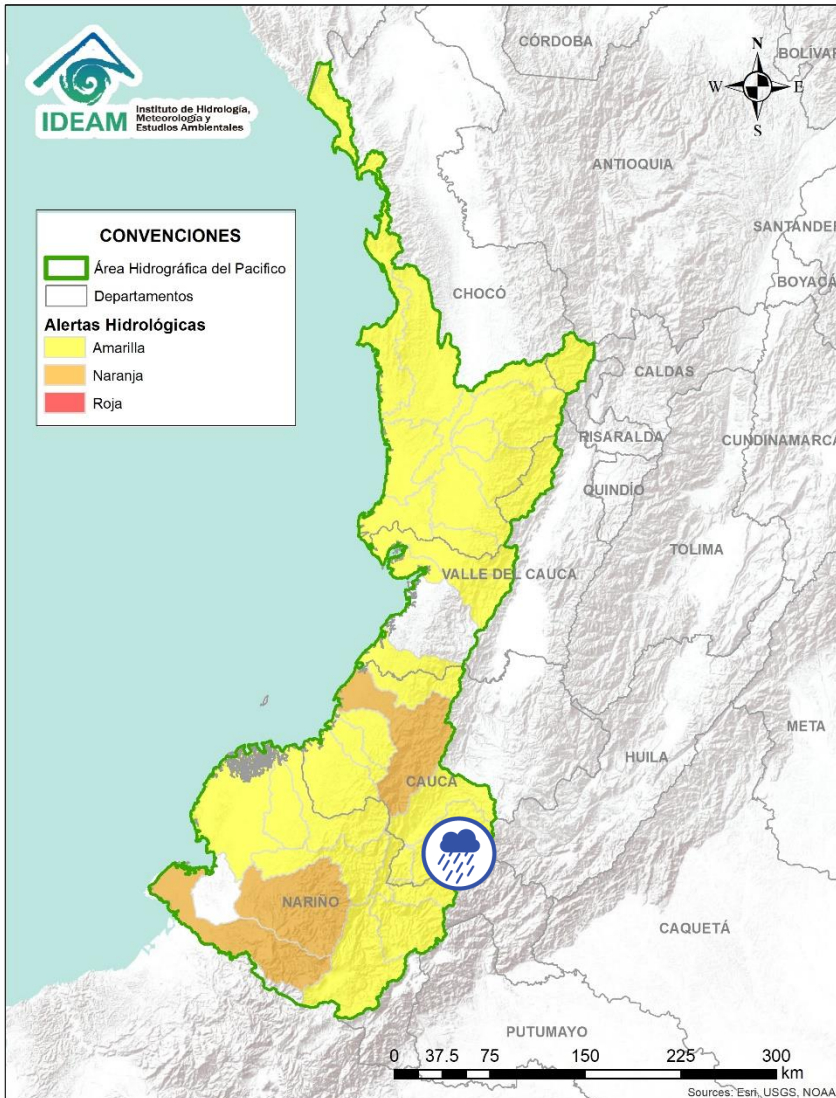 IDEAM
Instituto de Hidrología,
Meteorología y
Estudios Ambientales
CONVENCIONES
Área Hidrográfica del Pacifico
Departamentos
Alertas Hidrológicas
Amarilla
Naranja
Roja
N
W
E
S
CÓRDOBA
BOLÍVAR
ANTIOQUIA
SANTANDER
BOYACÁ
CHOCÓ
CALDAS
RISARALDA
CUNDINAMARCA
QUINDÍO
TOLIMA
VALLE DEL CAUCA
META
HUILA
CAUCA
NARIÑO
CAQUETÁ
PUTUMAYO
0 37.5 75 150 225 300
km
Sources: Esri, USGS, NOAA